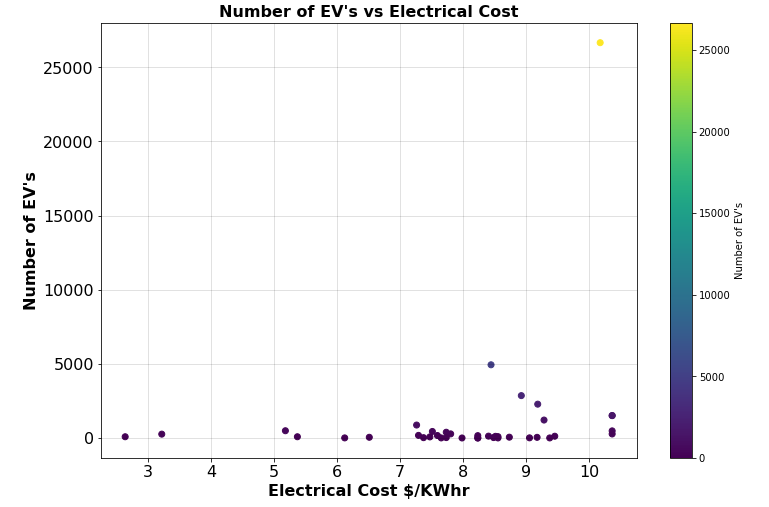 Number of EV's vs Electrical Cost
Number of EV's
25000
20000
15000
10000
5000
0
3 4 5 6 7 8 9 10
Electrical Cost $/KWhr
25000
20000
15000
10000
5000
0
Number of EV's